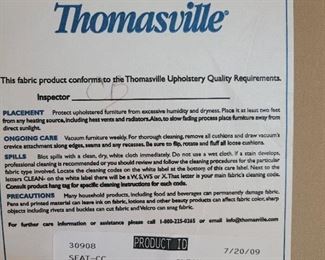 Thomasville®
This fabric product conforms to the Thomasville Upholstery Quality Requirements.
Inspector CB
PLACEMENT Protect upholstered furniture from excessive humidity and dryness. Place it at least two feet
from any heating source, including heat vents and radiators. Also, to slow fading process place furniture away from
direct sunlight.
ONGOING CARE Vacuum furniture weekly. For thorough cleaning, remove all cushions and draw vacuum's
crevice attachment along edges, seams and any recesses. Be sure to flip, rotate and fluff all loose cushions.
SPILLS Blot spills with a clean, dry, white cloth immediately. Do not use a wet cloth. If a stain develops,
professional cleaning is recommended or you should review and follow the cleaning procedures for the particular
fabric type involved. Locate the cleaning codes on the white label at the bottom of this care label. Next to the
letters CLEAN- on the white label there will be a W, S, WS or X. That letter is your main fabric's cleaning code.
Consult product hang tag for specific cleaning instructions for each code.
PRECAUTIONS Many household products, including food and beverages can permanently damage fabric.
Pens and printed material can leave ink on fabric, lotions and other beauty products can affect fabric color, sharp
objects including rivets and buckles can cut fabric and Velcro can snag fabric.
For further care information or assistance please call 1-800-225-0265 or email info@thomasville.com.
30908 PRODUCT ID 7/20/09
SEAT-CC